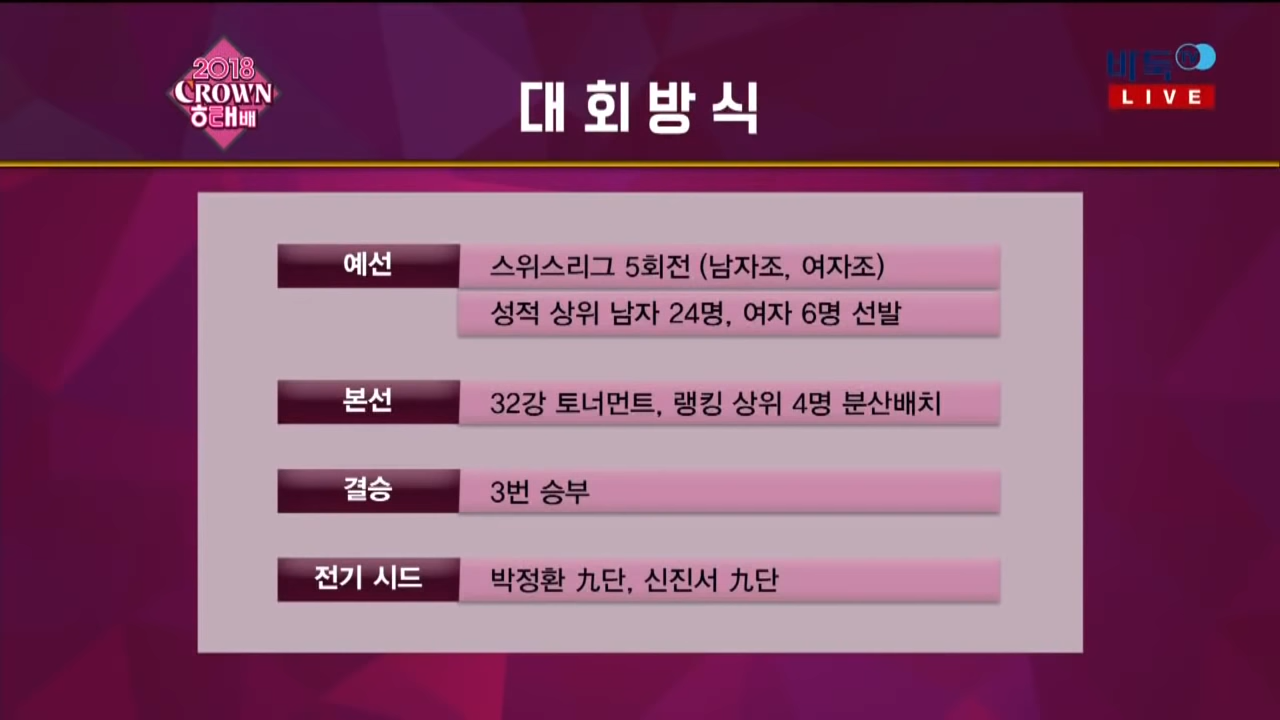 2018
CROWN
해태배
대회방식
바둑
LIVE
예선
스위스리그 5회전 (남자조, 여자조)
성적 상위 남자 24명, 여자 6명 선발
본선
32강 토너먼트, 랭킹 상위 4명 분산배치
결승
3번 승부
전기 시드
박정환 九단, 신진서 九단